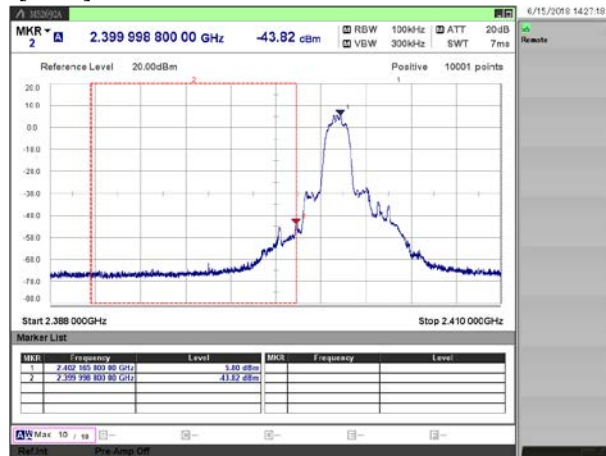 6/15/2018 14:27:18
MS2692A
MKR 2 2.399 998 800 00 GHz -43.82 dBm
RBW 100kHz ATT 20dB
VBW 300kHz SWT 7ms
Remote
Reference Level 20.00dBm Positive 10001 points
2 1
20.0
10.0
0.0
-10.0
-20.0
-30.0
-40.0
-50.0
-60.0
-70.0
-80.0
1
2
Start 2.388 000GHz Stop 2.410 000GHz
Marker List
MKR Frequency Level MKR Frequency Level
1 2.402 165 800 00 GHz 5.80 dBm
2 2.399 998 800 00 GHz -43.82 dBm
Max 10 / 10
Ref.Int Pre-Amp Off